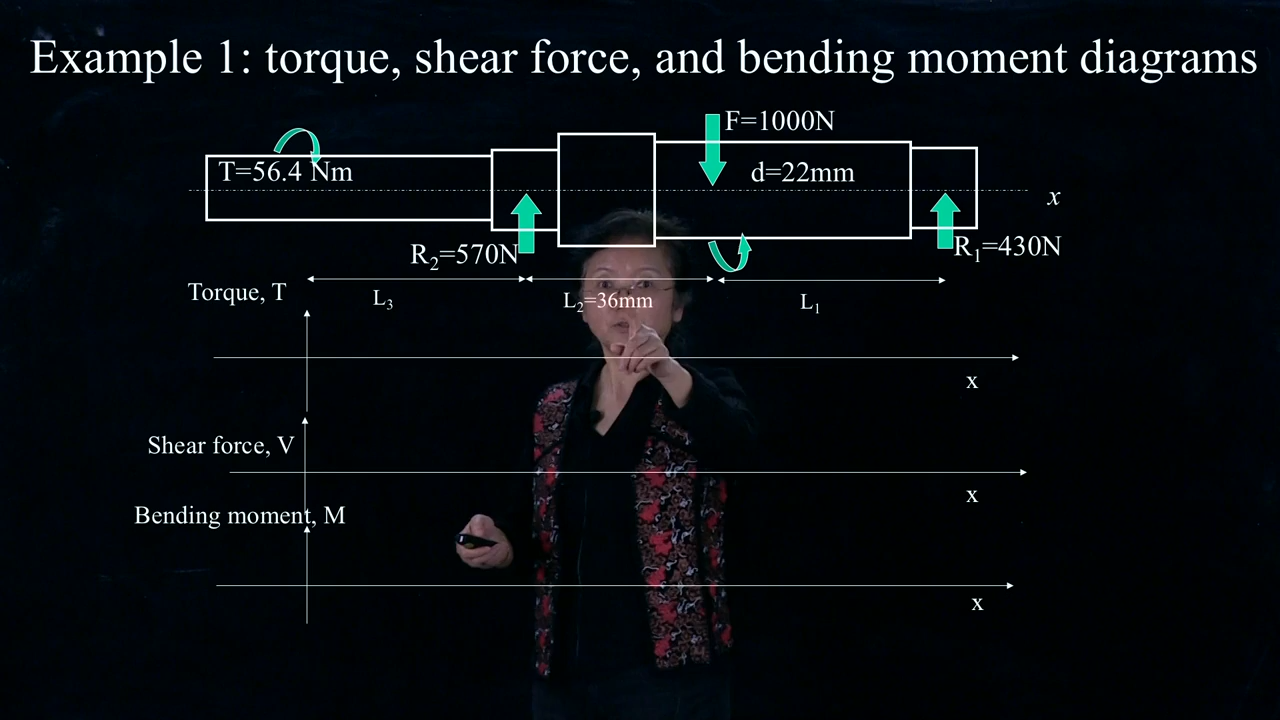 Example 1: torque, shear force, and bending moment diagrams
F=1000N
T=56.4 Nm
d=22mm
x
R₂=570N
R₁=430N
Torque, T
L₃
L₂=36mm
L₁
x
Shear force, V
x
Bending moment, M
x